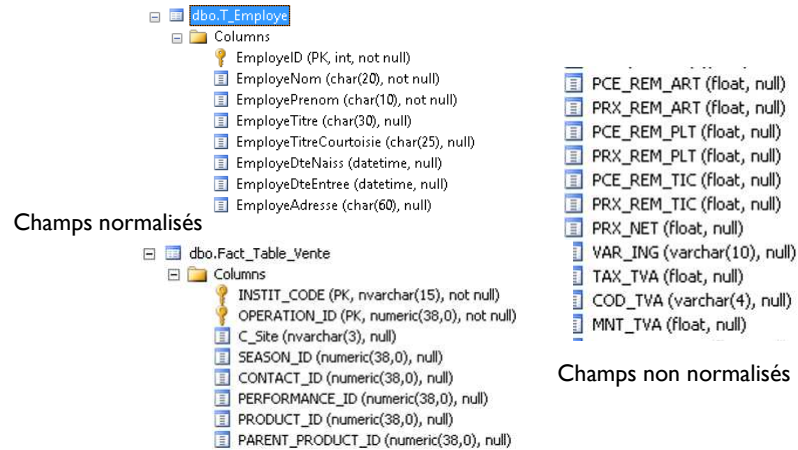 dbo.T_Employe
Columns
EmployeID (PK, int, not null)
EmployeNom (char(20), not null)
EmployePrenom (char(10), not null)
EmployeTitre (char(30), null)
EmployeTitreCourtoisie (char(25), null)
EmployeDteNaiss (datetime, null)
EmployeDteEntree (datetime, null)
EmployeAdresse (char(60), null)
Champs normalisés
dbo.Fact_Table_Vente
Columns
INSTIT_CODE (PK, nvarchar(15), not null)
OPERATION_ID (PK, numeric(38,0), not null)
C_Site (nvarchar(3), null)
SEASON_ID (numeric(38,0), null)
CONTACT_ID (numeric(38,0), null)
PERFORMANCE_ID (numeric(38,0), null)
PRODUCT_ID (numeric(38,0), null)
PARENT_PRODUCT_ID (numeric(38,0), null)
PCE_REM_ART (float, null)
PRX_REM_ART (float, null)
PCE_REM_PLT (float, null)
PRX_REM_PLT (float, null)
PCE_REM_TIC (float, null)
PRX_REM_TIC (float, null)
PRX_NET (float, null)
VAR_ING (varchar(10), null)
TAX_TVA (float, null)
COD_TVA (varchar(4), null)
MNT_TVA (float, null)
Champs non normalisés